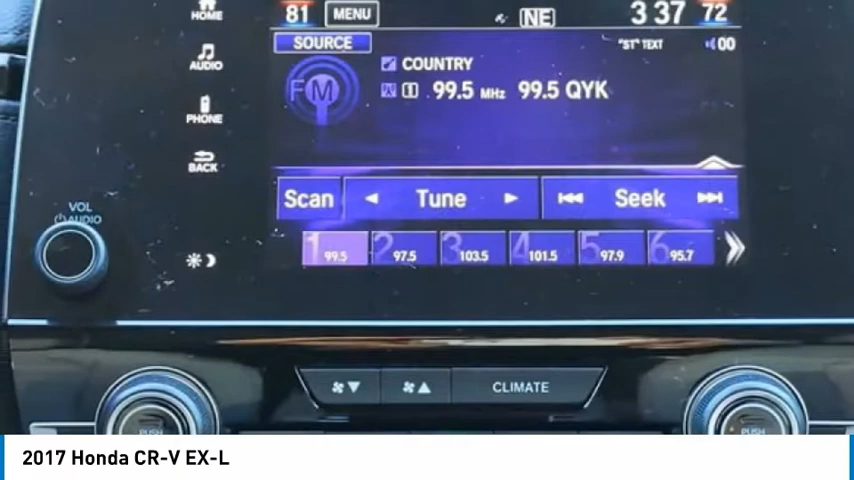 HOME
81 MENU NE 3 37 72
SOURCE "ST" TEXT 00
AUDIO
COUNTRY
FM
1 99.5 MHz 99.5 QYK
PHONE
BACK
Scan Tune Seek
VOL
AUDIO
1 99.5 2 97.5 3 103.5 4 101.5 5 97.9 6 95.7
CLIMATE
PUSH PUSH
2017 Honda CR-V EX-L